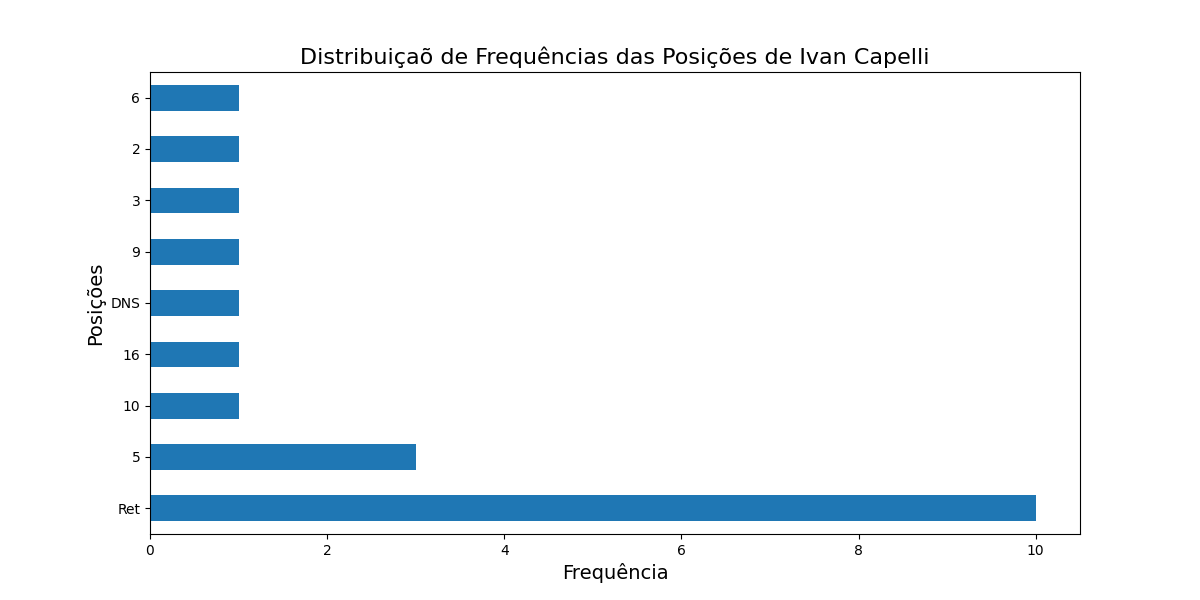 Distribuiçaõ de Frequências das Posições de Ivan Capelli
6
2
3
9
DNS
16
10
5
Ret
Posições
0 2 4 6 8 10
Frequência